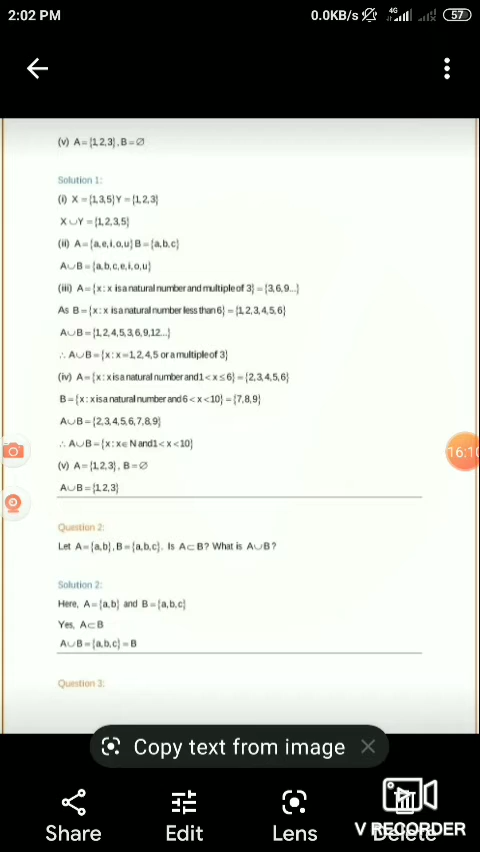 2:02 PM
0.0KB/s 4G 57
(v) A={1,2,3}, B=∅
Solution 1:
(i) X={1,3,5} Y={1,2,3}
X∪Y={1,2,3,5}
(ii) A={a,e,i,o,u} B={a,b,c}
A∪B={a,b,c,e,i,o,u}
(iii) A={x:x is a natural number and multiple of 3}={3,6,9...}
As B={x:x is a natural number less than 6}={1,2,3,4,5,6}
A∪B={1,2,4,5,3,6,9,12...}
∴ A∪B={x:x=1,2,4,5 or a multiple of 3}
(iv) A={x:x is a natural number and 1<x≤6}={2,3,4,5,6}
B={x:x is a natural number and 6<x<10}={7,8,9}
A∪B={2,3,4,5,6,7,8,9}
∴ A∪B={x:x∈N and 1<x<10}
(v) A={1,2,3}, B=∅
A∪B={1,2,3}
Question 2:
Let A={a,b}, B={a,b,c}. Is A⊂B? What is A∪B?
Solution 2:
Here, A={a,b} and B={a,b,c}
Yes, A⊂B
A∪B={a,b,c}=B
Question 3:
16:10
Copy text from image ×
Share Edit Lens Delete
V RECORDER